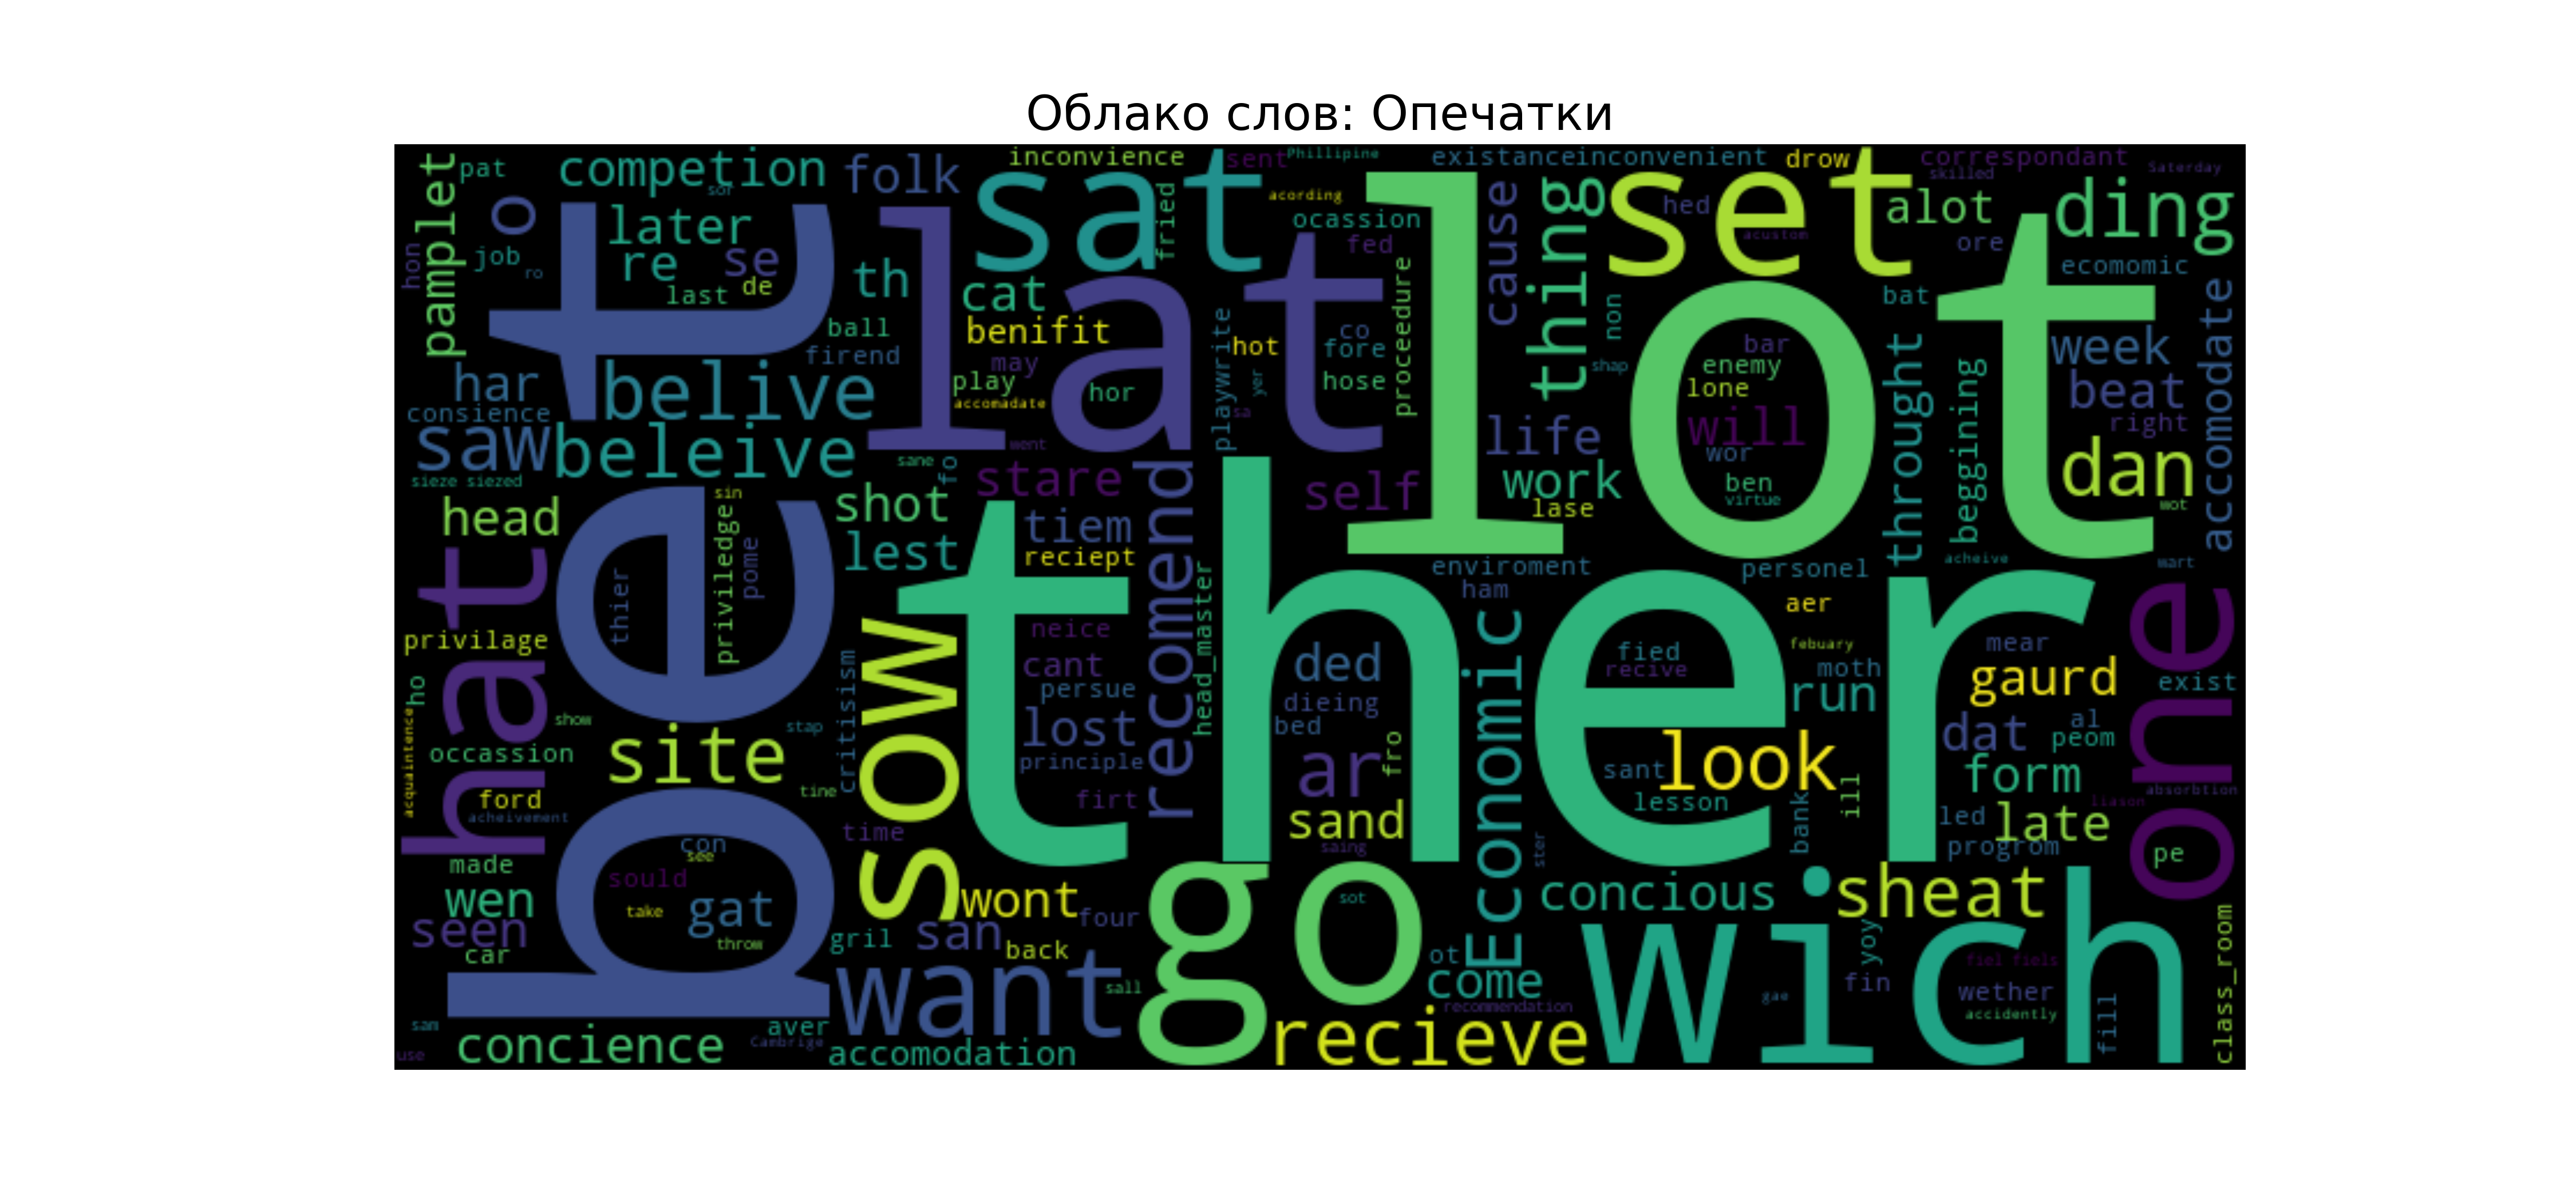 Облако слов: Опечатки
pamplet
pat
competion
sor
folk
inconvience
sent
Phillipine
existance
inconvenient
drow
correspondant
skilled
Saterday
o
later
sat
fried
acording
ocassion
cause
thing
set
hed
acustom
alot
ding
hon
job
ro
re
se
last
de
th
cat
lat
fed
lot
ore
ecomomic
bet
ball
firend
benifit
may
play
accomadate
hor
playwrite
hot
yer
sa
co
fore
hose
proceedure
non
shap
bar
enemy
lone
will
wor
ben
virtue
bat
throught
beggining
week
beat
right
accomodate
har
consience
belive
saw
beleive
went
sane
fo
stare
recomend
self
life
work
lase
dan
wot
sieze
siezed
head
sin
priviledge
pome
thier
shot
lest
tiem
reciept
head_master
enviroment
ham
personel
acheive
wart
hat
privilage
ho
acquaintence
show
occassion
site
stap
critisism
sow
ther
neice
cant
persue
lost
principle
firt
ded
dieing
bed
ar
fro
sand
saing
Economic
ster
fied
recive
sant
look
lesson
aer
febuary
moth
run
bank
ill
mear
gaurd
exist
dat
al
peom
form
one
absorbtion
liason
led
late
progrom
pe
ford
acheivement
tine
time
made
wen
seen
car
con
see
sould
take
gat
throw
gril
san
wont
four
back
go
sot
ot
come
recommendation
concious
sheat
yoy
fin
gae
wich
fiel
fiels
wether
accidently
fill
class_room
sam
use
concience
aver
Cambrige
want
sall
accomodation
recieve